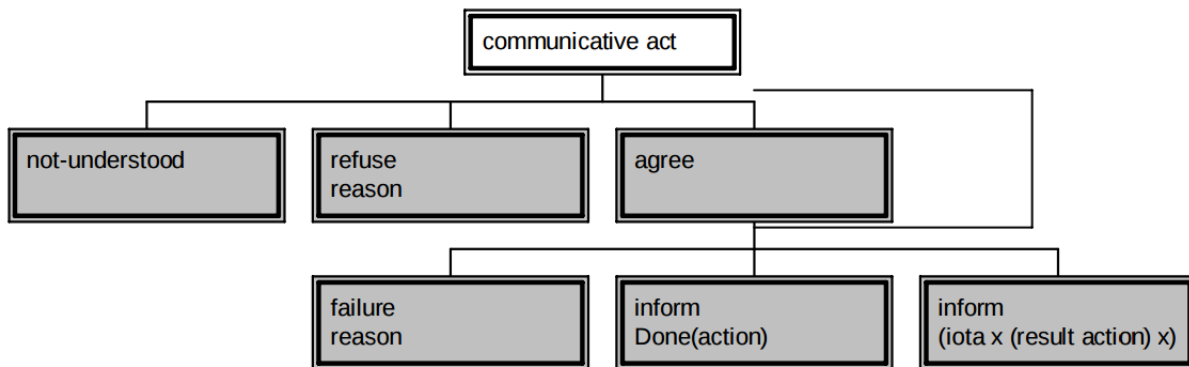 communicative act
not-understood
refuse
reason
agree
failure
reason
inform
Done(action)
inform
(iota x (result action) x)